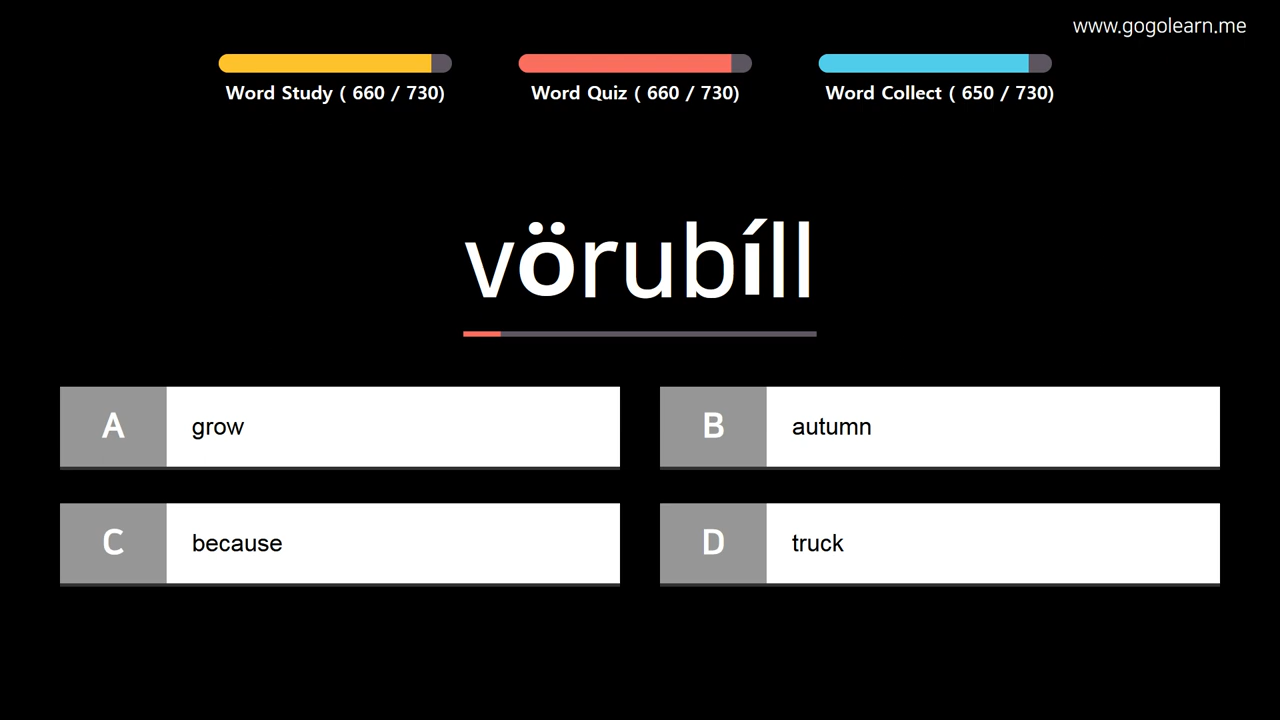 www.gogolearn.me
Word Study ( 660 / 730)
Word Quiz ( 660 / 730)
Word Collect ( 650 / 730)
vörubíll
A grow
B autumn
C because
D truck